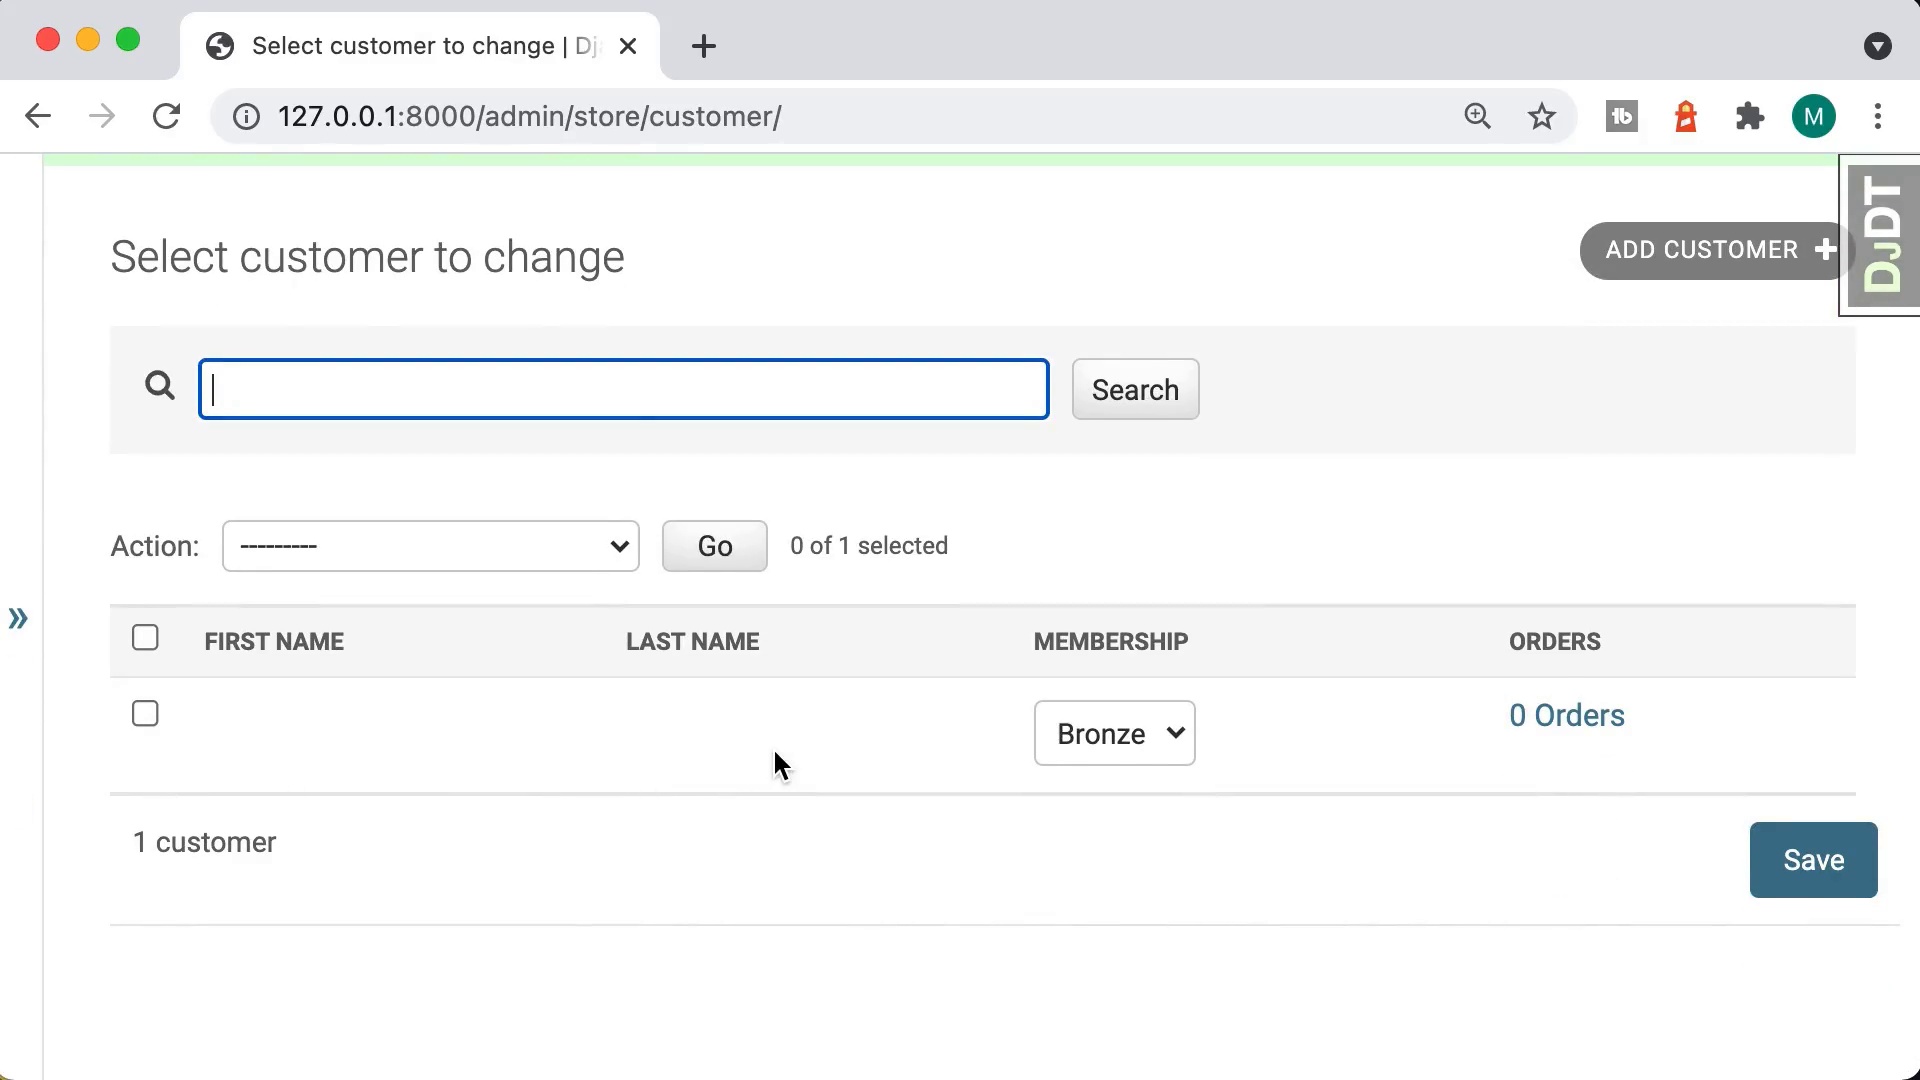 Select customer to change | Dj
127.0.0.1:8000/admin/store/customer/
M
DJDT
Select customer to change
ADD CUSTOMER +
Search
Action: --------- Go 0 of 1 selected
FIRST NAME LAST NAME MEMBERSHIP ORDERS
Bronze 0 Orders
1 customer
Save